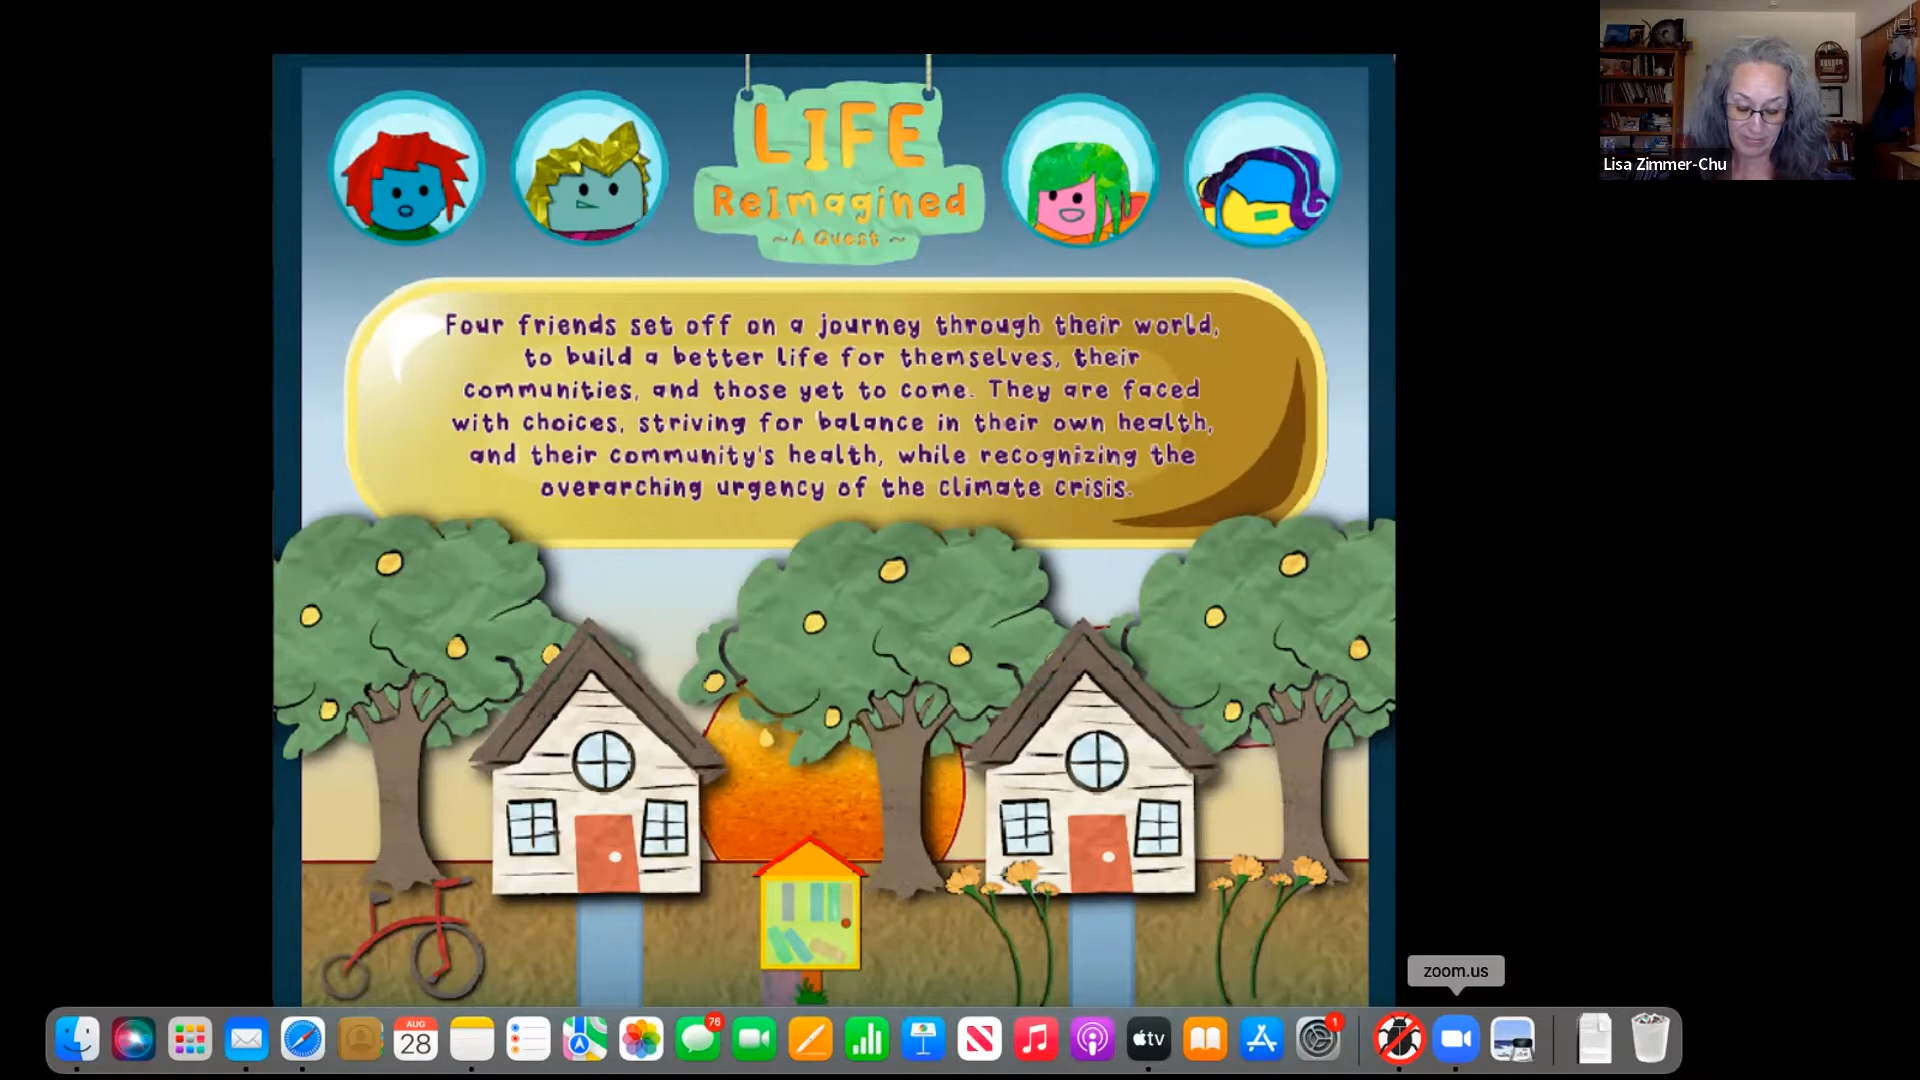 Lisa Zimmer-Chu
LIFE
ReImagined
~A Quest~
Four friends set off on a journey through their world,
to build a better life for themselves, their
communities, and those yet to come. They are faced
with choices, striving for balance in their own health,
and their community's health, while recognizing the
overarching urgency of the climate crisis.
zoom.us
AUG
28
76
tv
1